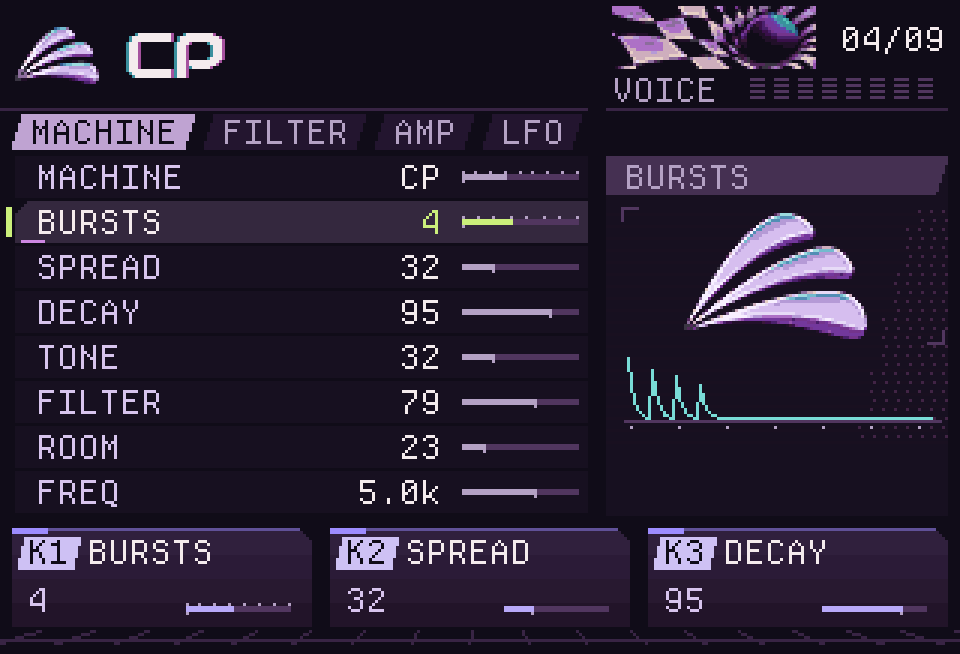 CP
04/09
VOICE
MACHINE FILTER AMP LFO
MACHINE CP
BURSTS 4
SPREAD 32
DECAY 95
TONE 32
FILTER 79
ROOM 23
FREQ 5.0k
BURSTS
K1 BURSTS
4
K2 SPREAD
32
K3 DECAY
95